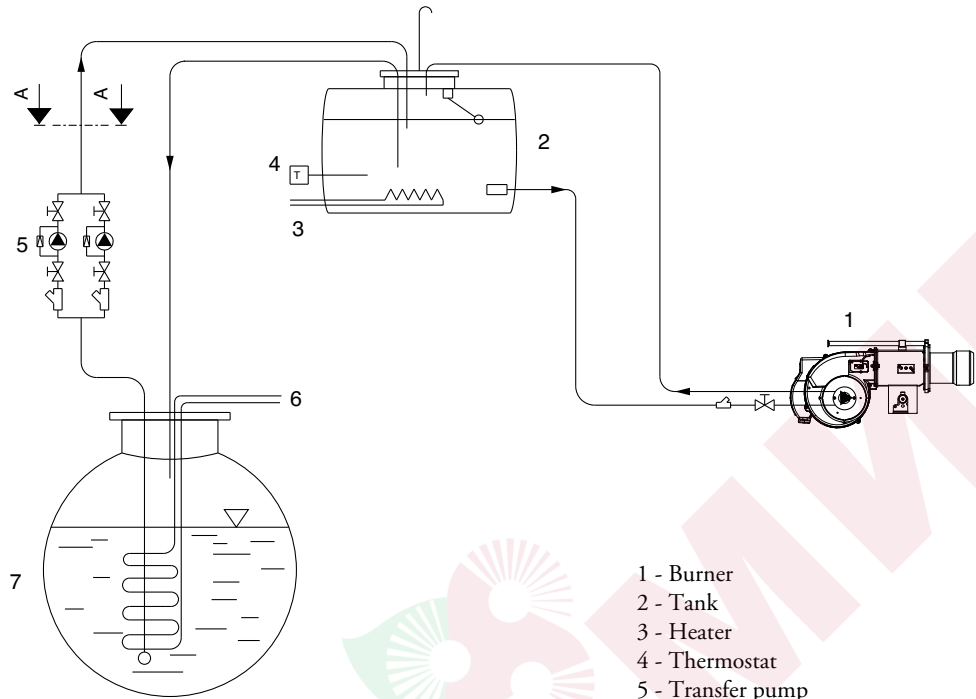 A
A
2
4
T
3
5
1
6
7
1 - Burner
2 - Tank
3 - Heater
4 - Thermostat
5 - Transfer pump